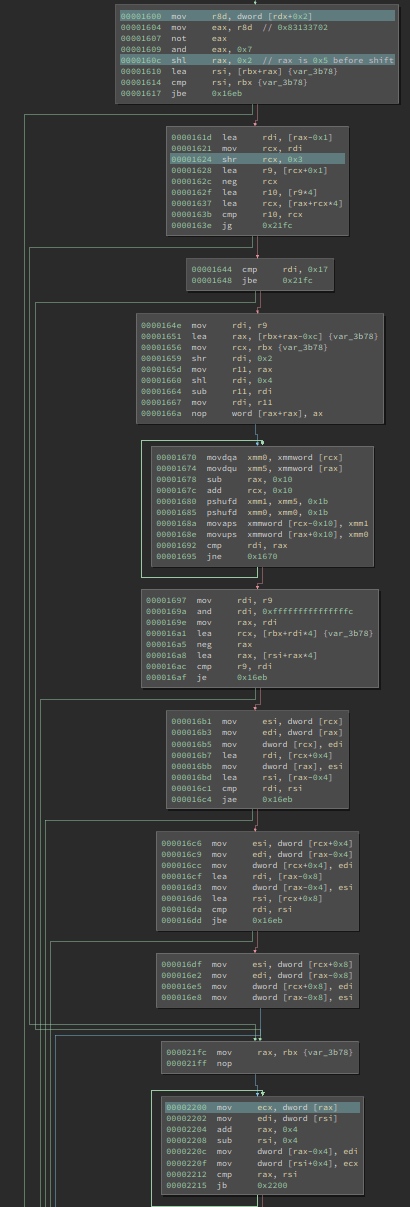 00001600 mov r8d, dword [rdx+0x2]
00001604 mov eax, r8d // 0x83133702
00001607 not eax
00001609 and eax, 0x7
0000160c shl rax, 0x2 // rax is 0x5 before shift
00001610 lea rsi, [rbx+rax] {var_3b78}
00001614 cmp rsi, rbx {var_3b78}
00001617 jbe 0x16eb
0000161d lea rdi, [rax-0x1]
00001621 mov rcx, rdi
00001624 shr rcx, 0x3
00001628 lea r9, [rcx+0x1]
0000162c neg rcx
0000162f lea r10, [r9*4]
00001637 lea rcx, [rax+rcx*4]
0000163b cmp r10, rcx
0000163e jg 0x21fc
00001644 cmp rdi, 0x17
00001648 jbe 0x21fc
0000164e mov rdi, r9
00001651 lea rax, [rbx+rax-0xc] {var_3b78}
00001656 mov rcx, rbx {var_3b78}
00001659 shr rdi, 0x2
0000165d mov r11, rax
00001660 shl rdi, 0x4
00001664 sub r11, rdi
00001667 mov rdi, r11
0000166a nop word [rax+rax], ax
00001670 movdqa xmm0, xmmword [rcx]
00001674 movdqu xmm5, xmmword [rax]
00001678 sub rax, 0x10
0000167c add rcx, 0x10
00001680 pshufd xmm1, xmm5, 0x1b
00001685 pshufd xmm0, xmm0, 0x1b
0000168a movaps xmmword [rcx-0x10], xmm1
0000168e movups xmmword [rax+0x10], xmm0
00001692 cmp rdi, rax
00001695 jne 0x1670
00001697 mov rdi, r9
0000169a and rdi, 0xfffffffffffffffc
0000169e mov rax, rdi
000016a1 lea rcx, [rbx+rdi*4] {var_3b78}
000016a5 neg rax
000016a8 lea rax, [rsi+rax*4]
000016ac cmp r9, rdi
000016af je 0x16eb
000016b1 mov esi, dword [rcx]
000016b3 mov edi, dword [rax]
000016b5 mov dword [rcx], edi
000016b7 lea rdi, [rcx+0x4]
000016bb mov dword [rax], esi
000016bd lea rsi, [rax-0x4]
000016c1 cmp rdi, rsi
000016c4 jae 0x16eb
000016c6 mov esi, dword [rcx+0x4]
000016c9 mov edi, dword [rax-0x4]
000016cc mov dword [rcx+0x4], edi
000016cf lea rdi, [rax-0x8]
000016d3 mov dword [rax-0x4], esi
000016d6 lea rsi, [rcx+0x8]
000016da cmp rdi, rsi
000016dd jbe 0x16eb
000016df mov esi, dword [rcx+0x8]
000016e2 mov edi, dword [rax-0x8]
000016e5 mov dword [rcx+0x8], edi
000016e8 mov dword [rax-0x8], esi
000021fc mov rax, rbx {var_3b78}
000021ff nop
00002200 mov ecx, dword [rax]
00002202 mov edi, dword [rsi]
00002204 add rax, 0x4
00002208 sub rsi, 0x4
0000220c mov dword [rax-0x4], edi
0000220f mov dword [rsi+0x4], ecx
00002212 cmp rax, rsi
00002215 jb 0x2200